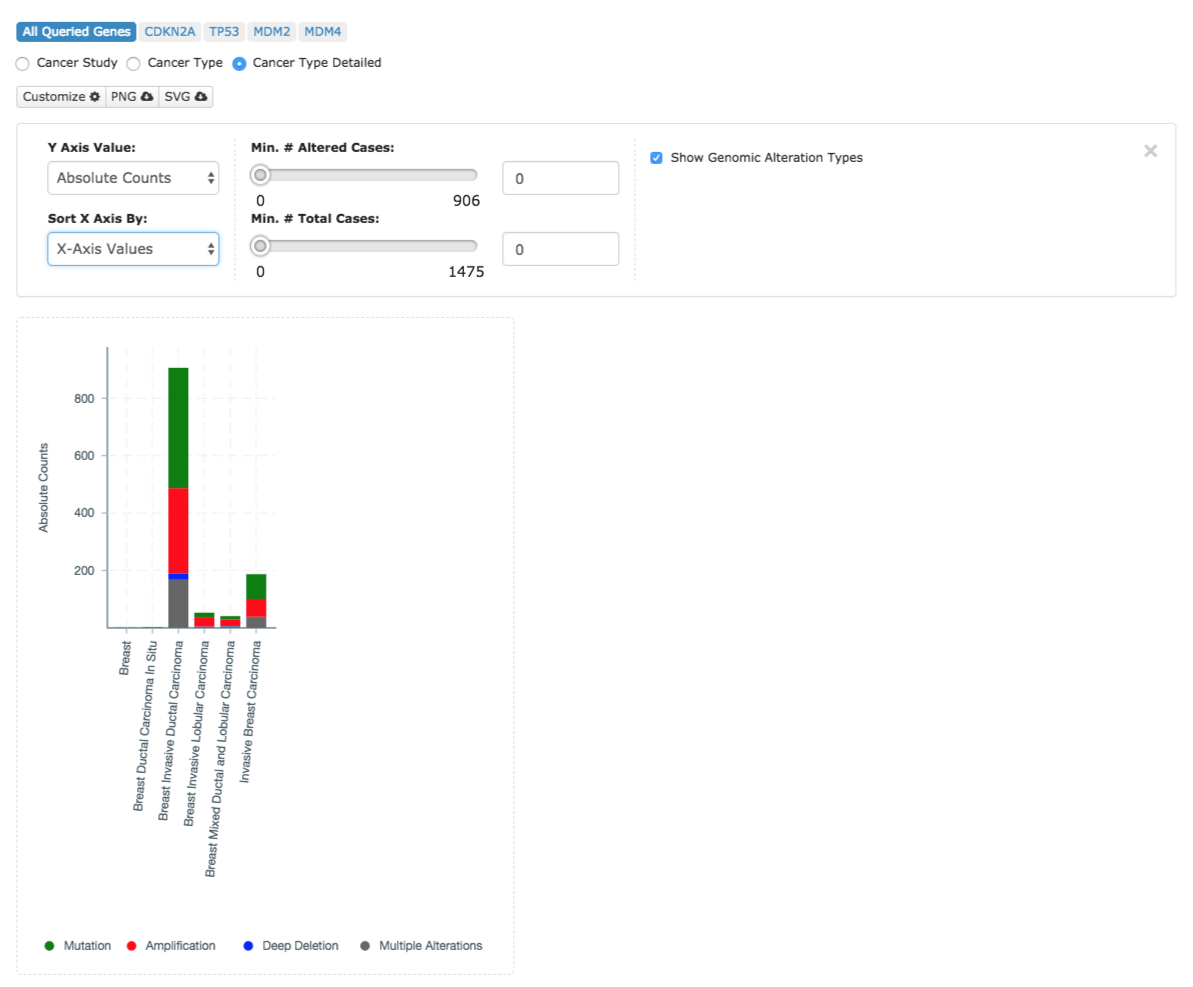 All Queried Genes CDKN2A TP53 MDM2 MDM4
Cancer Study Cancer Type Cancer Type Detailed
Customize PNG SVG
Y Axis Value:
Absolute Counts
Sort X Axis By:
X-Axis Values
Min. # Altered Cases:
0 906
0
Min. # Total Cases:
0 1475
0
Show Genomic Alteration Types
Absolute Counts
800
600
400
200
Breast
Breast Ductal Carcinoma In Situ
Breast Invasive Ductal Carcinoma
Breast Invasive Lobular Carcinoma
Breast Mixed Ductal and Lobular Carcinoma
Invasive Breast Carcinoma
Mutation Amplification Deep Deletion Multiple Alterations